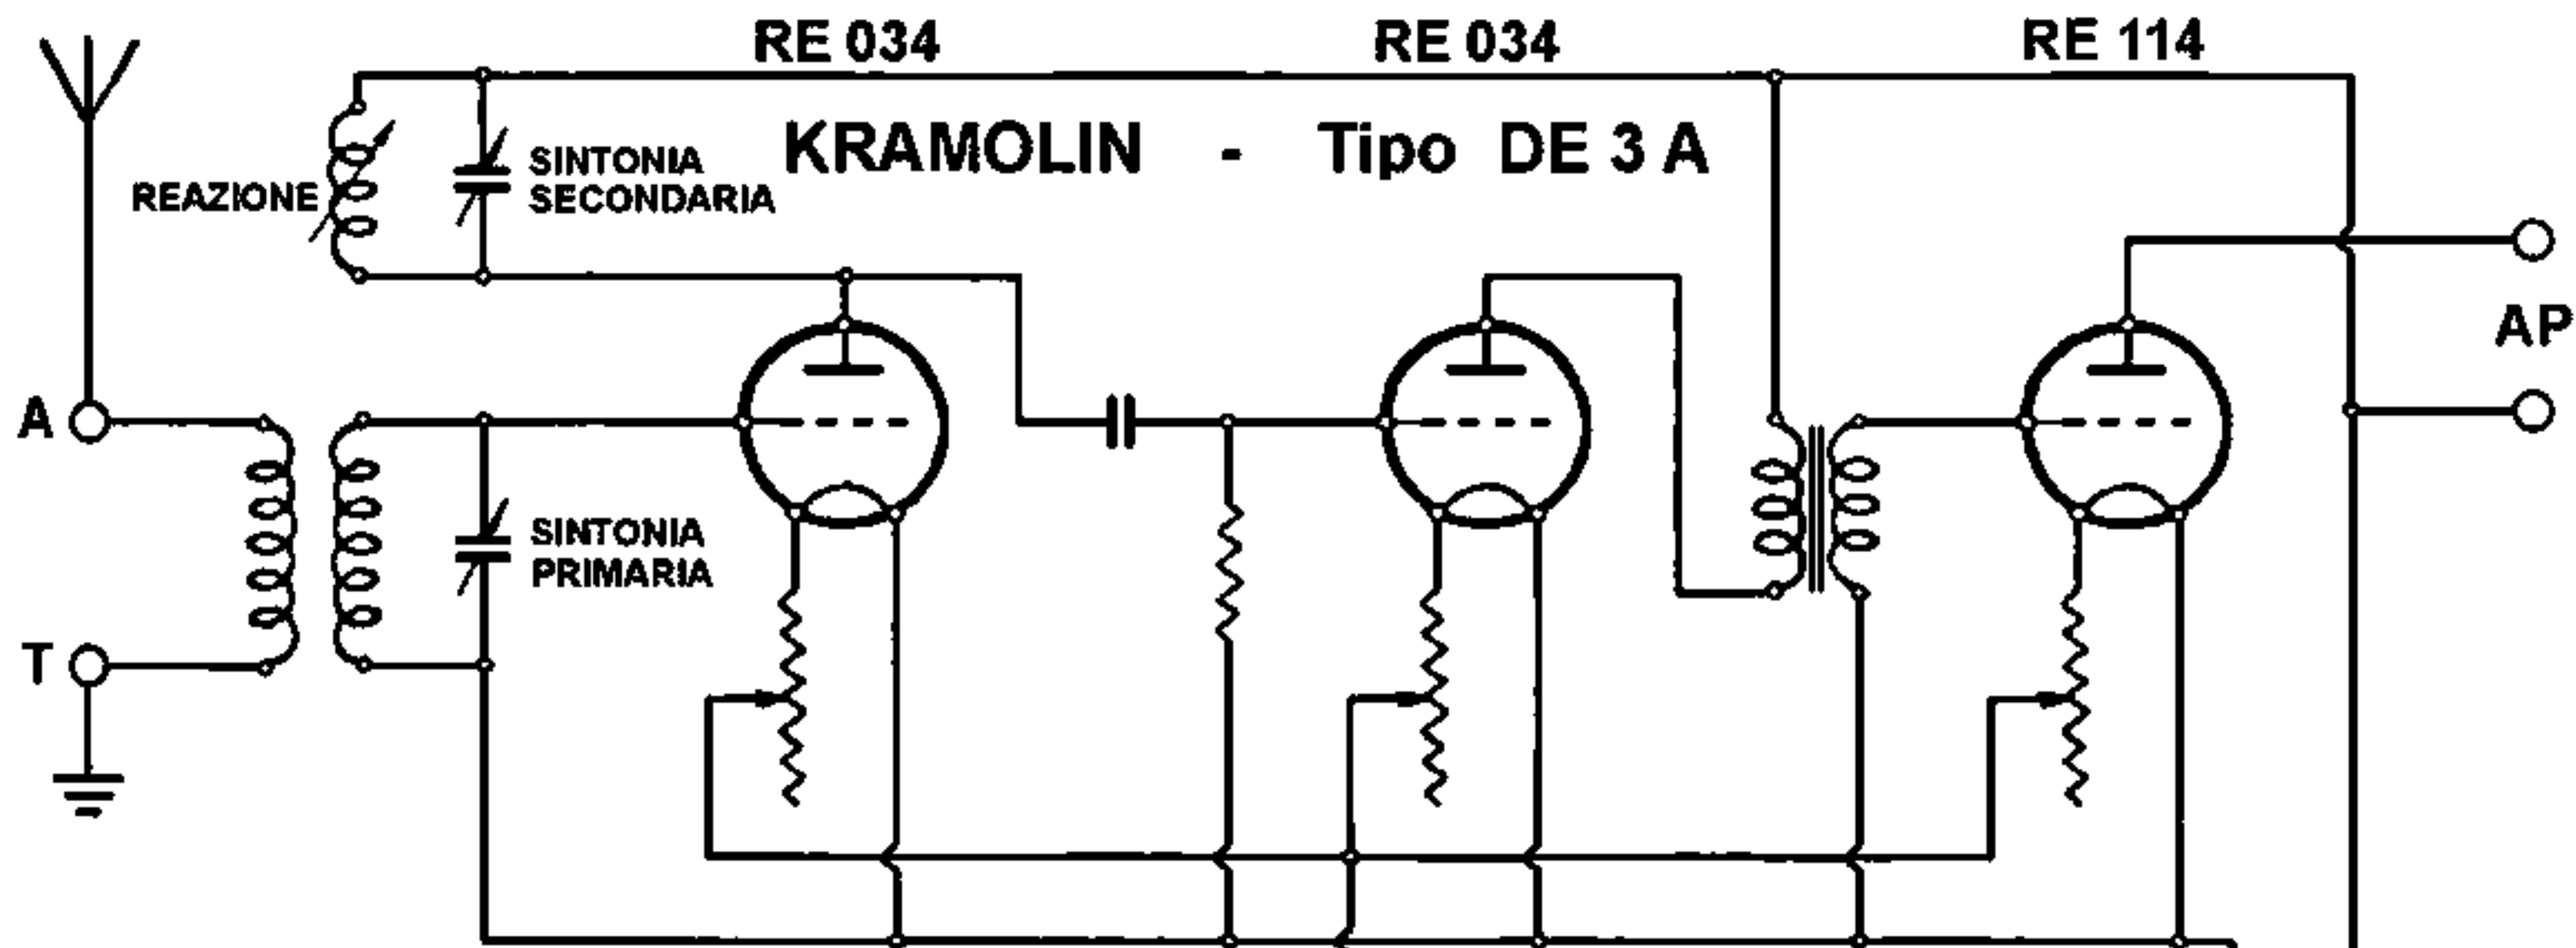 RE 034
RE 034
RE 114
KRAMOLIN - Tipo DE 3 A
SINTONIA
SECONDARIA
REAZIONE
AP
A
SINTONIA
PRIMARIA
T